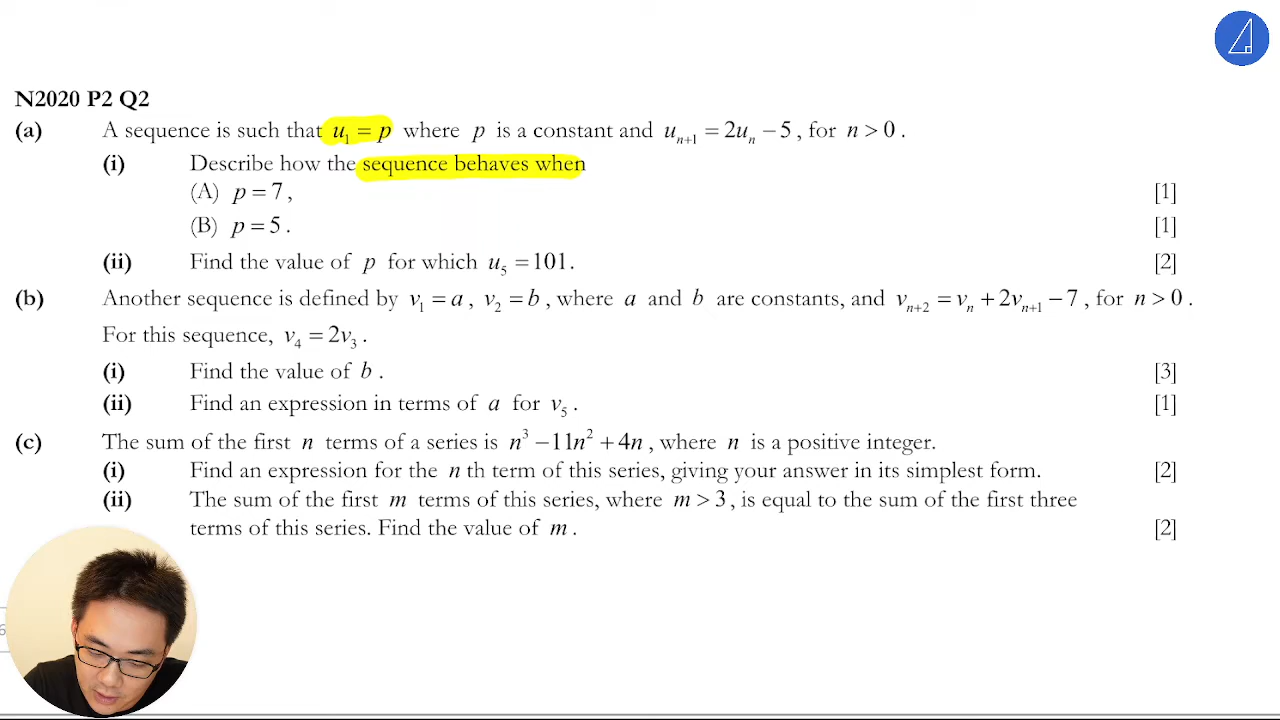 N2020 P2 Q2
(a) A sequence is such that u₁ = p where p is a constant and uₙ₊₁ = 2uₙ − 5, for n > 0.
(i) Describe how the sequence behaves when
(A) p = 7, [1]
(B) p = 5. [1]
(ii) Find the value of p for which u₅ = 101. [2]
(b) Another sequence is defined by v₁ = a, v₂ = b, where a and b are constants, and vₙ₊₂ = vₙ + 2vₙ₊₁ − 7, for n > 0.
For this sequence, v₄ = 2v₃.
(i) Find the value of b. [3]
(ii) Find an expression in terms of a for v₅. [1]
(c) The sum of the first n terms of a series is n³ − 11n² + 4n, where n is a positive integer.
(i) Find an expression for the n th term of this series, giving your answer in its simplest form. [2]
(ii) The sum of the first m terms of this series, where m > 3, is equal to the sum of the first three
terms of this series. Find the value of m. [2]